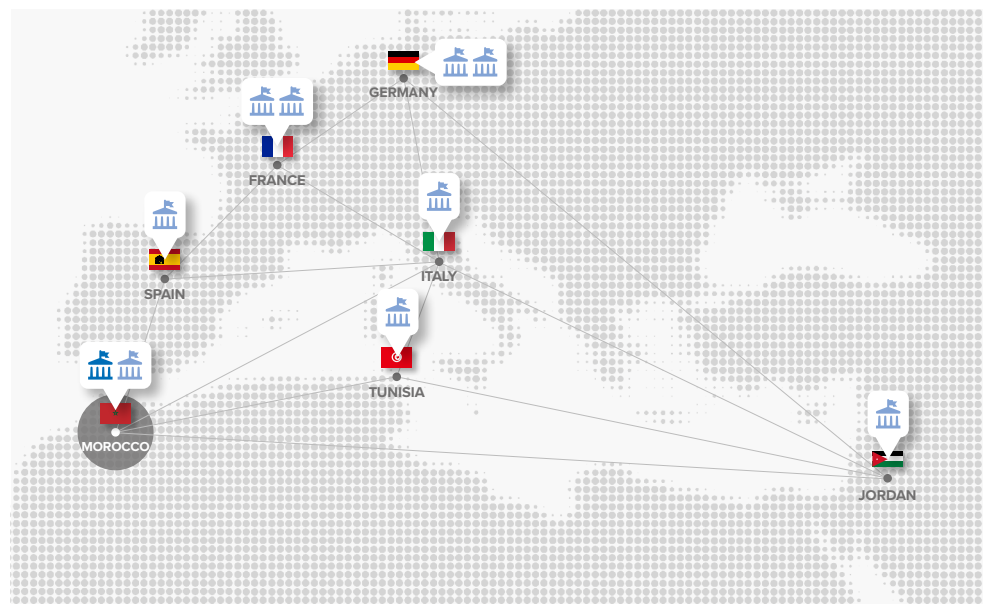 GERMANY
FRANCE
ITALY
SPAIN
TUNISIA
MOROCCO
JORDAN